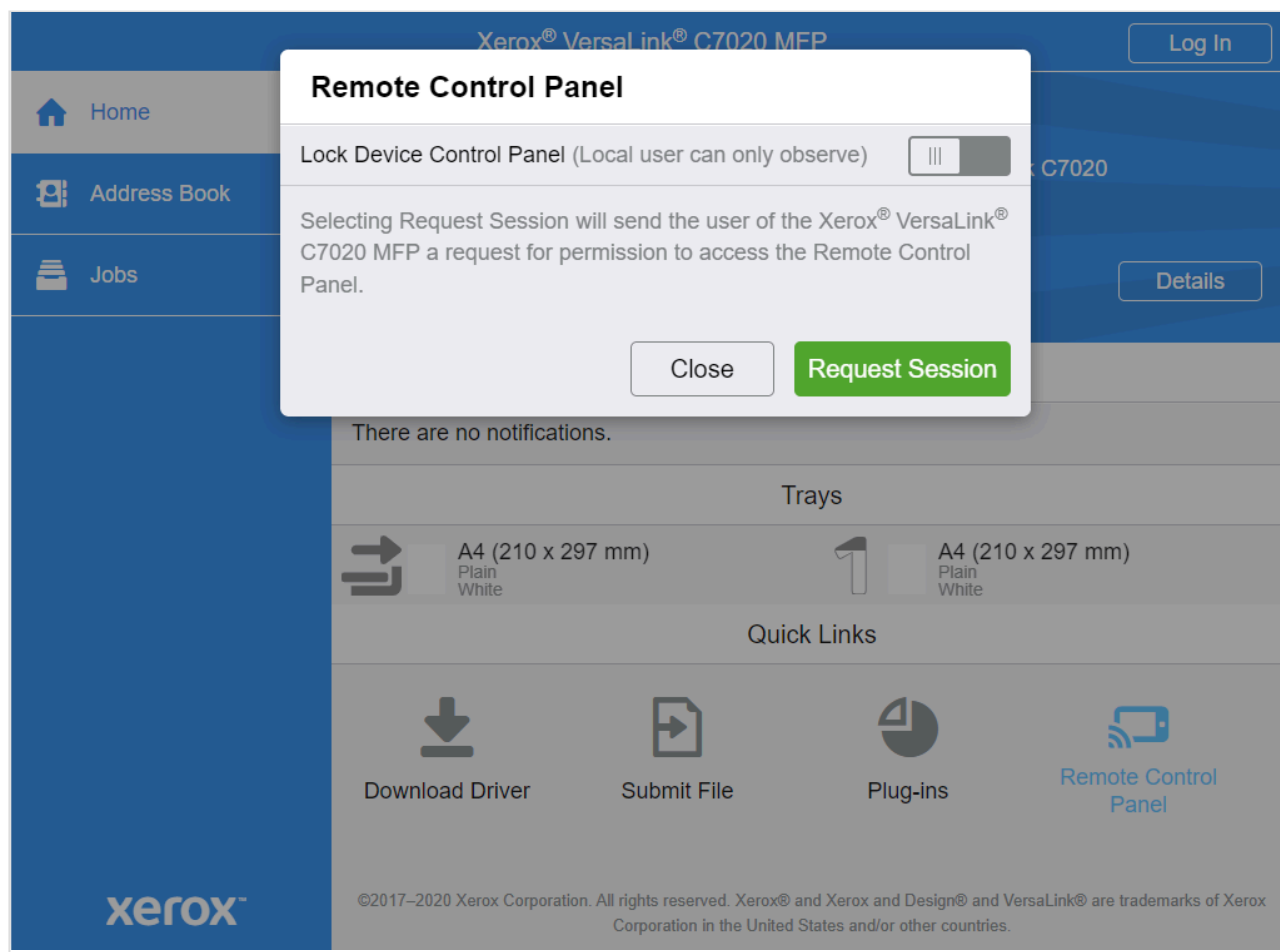 Xerox® VersaLink® C7020 MFP
Log In
Home
Address Book
Jobs
Remote Control Panel
Lock Device Control Panel (Local user can only observe)
Selecting Request Session will send the user of the Xerox® VersaLink®
C7020 MFP a request for permission to access the Remote Control
Panel.
Close
Request Session
C7020
Details
There are no notifications.
Trays
A4 (210 x 297 mm)
Plain
White
1
A4 (210 x 297 mm)
Plain
White
Quick Links
Download Driver
Submit File
Plug-ins
Remote Control
Panel
xerox™
©2017–2020 Xerox Corporation. All rights reserved. Xerox® and Xerox and Design® and VersaLink® are trademarks of Xerox
Corporation in the United States and/or other countries.